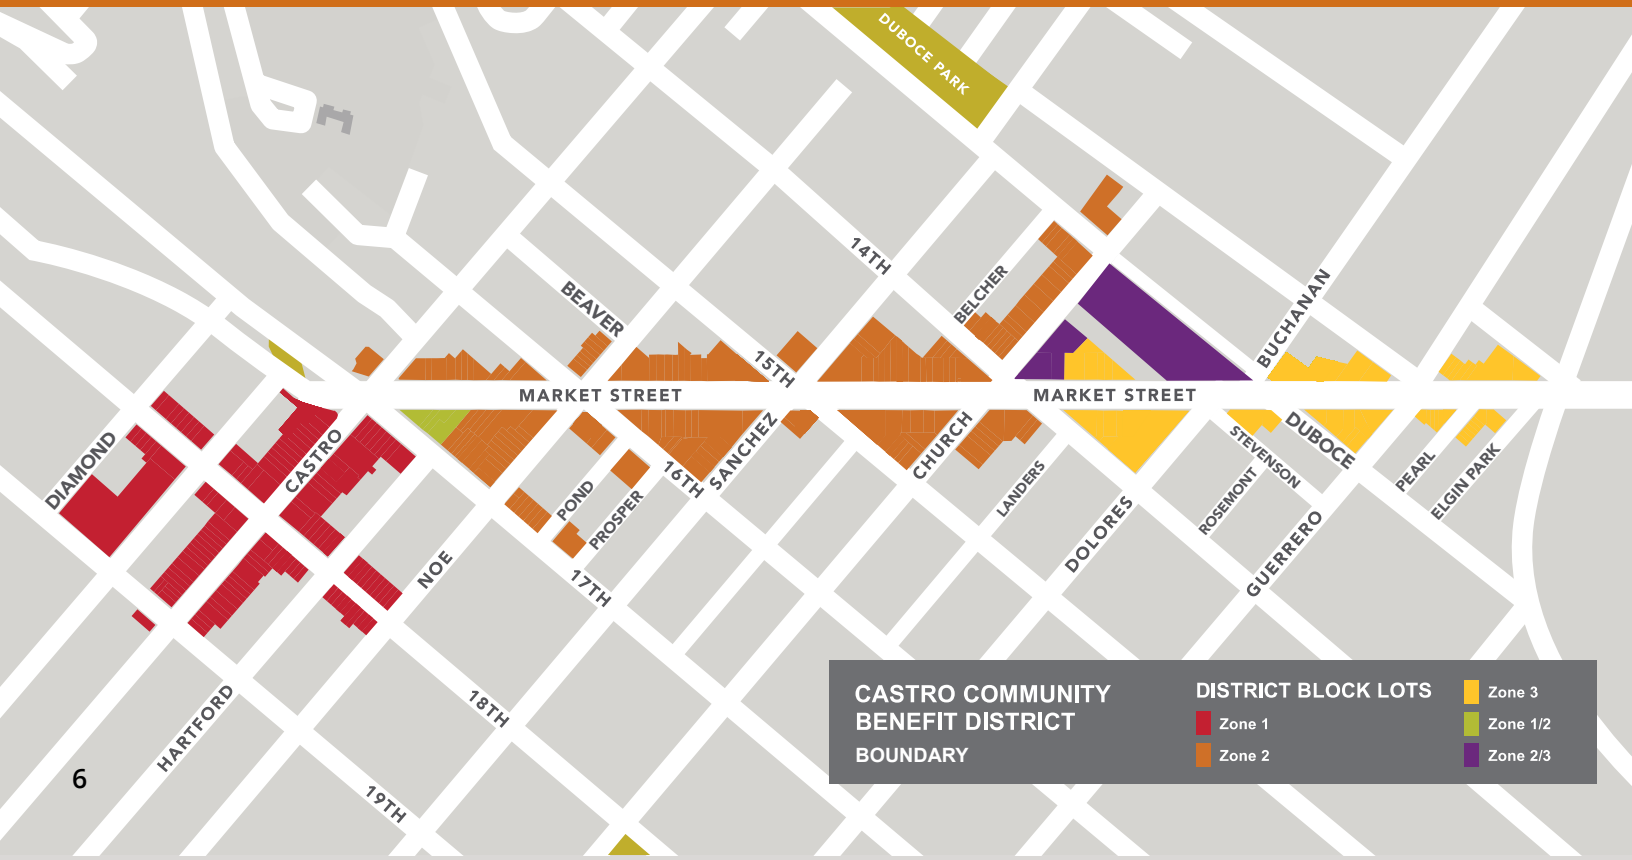 DUBOCE PARK
14TH
BELCHER
BEAVER
BUCHANAN
15TH
MARKET STREET
MARKET STREET
DIAMOND
CASTRO
SANCHEZ
CHURCH
STEVENSON
DUBOCE
16TH
POND
PROSPER
LANDERS
ROSEMONT
PEARL
ELGIN PARK
NOE
17TH
DOLORES
GUERRERO
HARTFORD
18TH
19TH
CASTRO COMMUNITY
BENEFIT DISTRICT
BOUNDARY
DISTRICT BLOCK LOTS
Zone 1
Zone 2
Zone 3
Zone 1/2
Zone 2/3
6